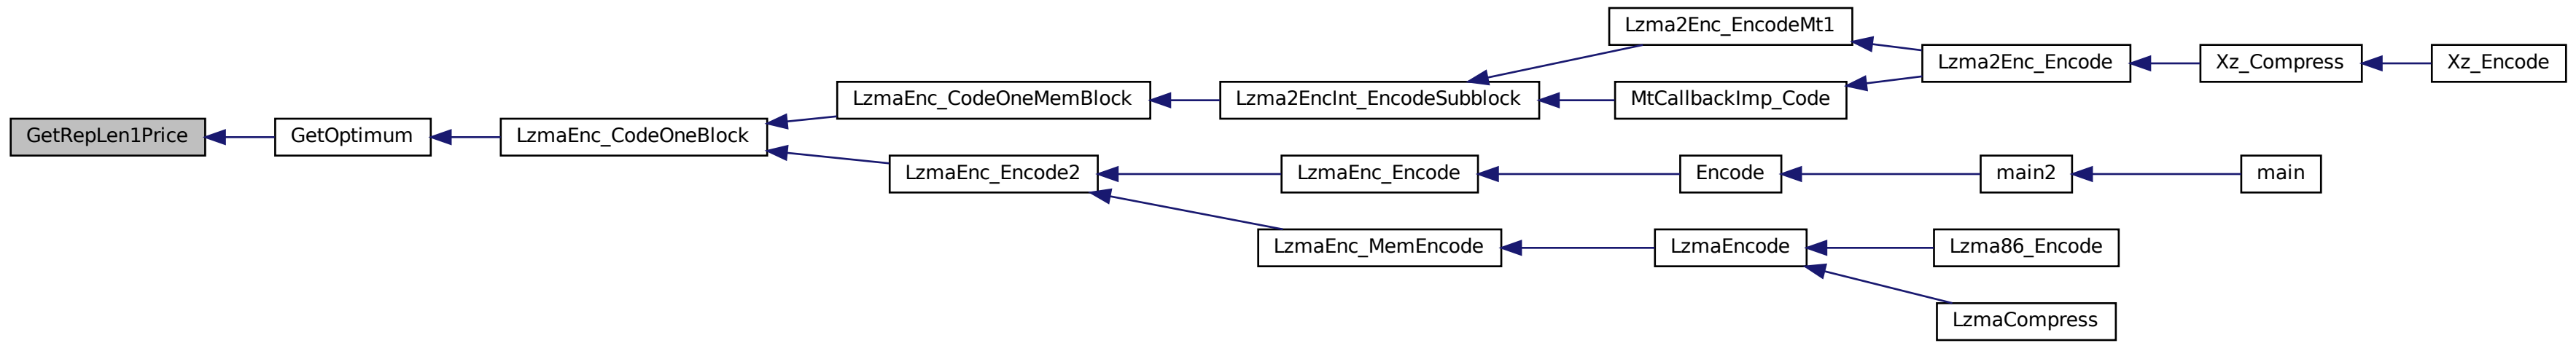 Lzma2Enc_EncodeMt1
Lzma2Enc_Encode
Xz_Compress
Xz_Encode
LzmaEnc_CodeOneMemBlock
Lzma2EncInt_EncodeSubblock
MtCallbackImp_Code
GetRepLen1Price
GetOptimum
LzmaEnc_CodeOneBlock
LzmaEnc_Encode2
LzmaEnc_Encode
Encode
main2
main
LzmaEnc_MemEncode
LzmaEncode
Lzma86_Encode
LzmaCompress